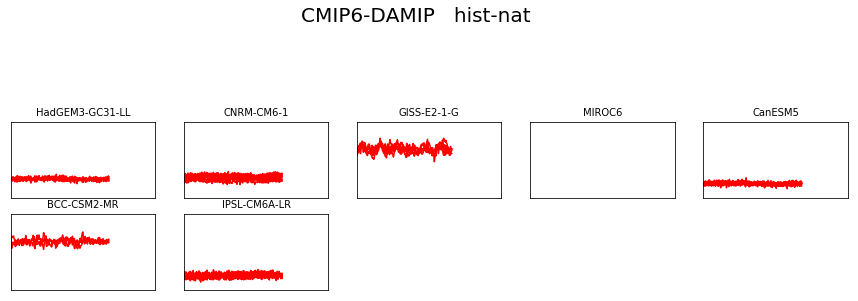 CMIP6-DAMIP hist-nat
HadGEM3-GC31-LL
CNRM-CM6-1
GISS-E2-1-G
MIROC6
CanESM5
BCC-CSM2-MR
IPSL-CM6A-LR